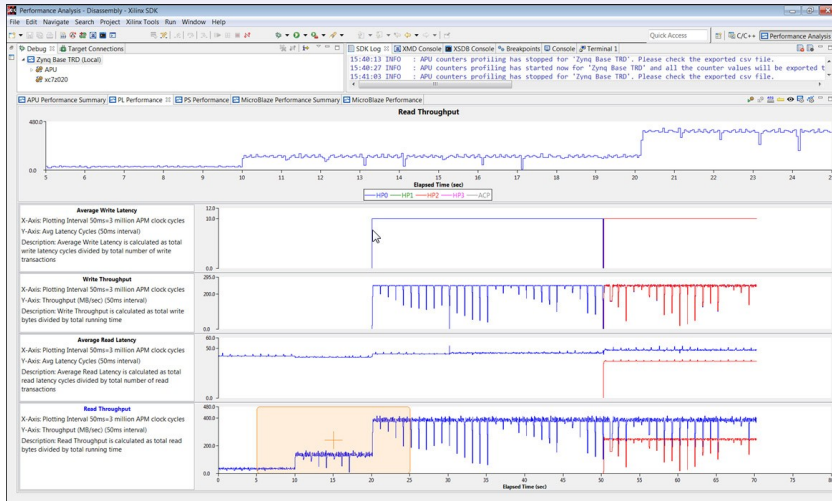 Performance Analysis - Disassembly - Xilinx SDK
File Edit Navigate Search Project Xilinx Tools Run Window Help
Quick Access
C/C++
Performance Analysis
Debug
Target Connections
Zynq Base TRD (Local)
APU
xc7z020
SDK Log
XMD Console
XSDB Console
Breakpoints
Console
Terminal 1
15:40:13 INFO : APU counters profiling has stopped for 'Zynq Base TRD'. Please check the exported csv file.
15:40:27 INFO : APU counters profiling has started now for 'Zynq Base TRD' and all the counter values will be exported t
15:41:03 INFO : APU counters profiling has stopped for 'Zynq Base TRD'. Please check the exported csv file.
APU Performance Summary
PL Performance
PS Performance
MicroBlaze Performance Summary
MicroBlaze Performance
Read Throughput
480.0
0.0
5 6 7 8 9 10 11 12 13 14 15 16 17 18 19 20 21 22 23 24 2
Elapsed Time (sec)
HP0 HP1 HP2 HP3 ACP
Average Write Latency
X-Axis: Plotting Interval 50ms=3 million APM clock cycles
Y-Axis: Avg Latency Cycles (50ms interval)
Description: Average Write Latency is calculated as total
write latency cycles divided by total number of write
transactions
12.0
10.0
0.0
Write Throughput
X-Axis: Plotting Interval 50ms=3 million APM clock cycles
Y-Axis: Throughput (MB/sec) (50ms interval)
Description: Write Throughput is calculated as total write
bytes divided by total running time
200.0
0.0
Average Read Latency
X-Axis: Plotting Interval 50ms=3 million APM clock cycles
Y-Axis: Avg Latency Cycles (50ms interval)
Description: Average Read Latency is calculated as total
read latency cycles divided by total number of read
transactions
60.0
50.0
0.0
Read Throughput
X-Axis: Plotting Interval 50ms=3 million APM clock cycles
Y-Axis: Throughput (MB/sec) (50ms interval)
Description: Read Throughput is calculated as total read
bytes divided by total running time
480.0
400.0
200.0
0.0
0 5 10 15 20 25 30 35 40 45 50 55 60 65 70 75 80
Elapsed Time (sec)